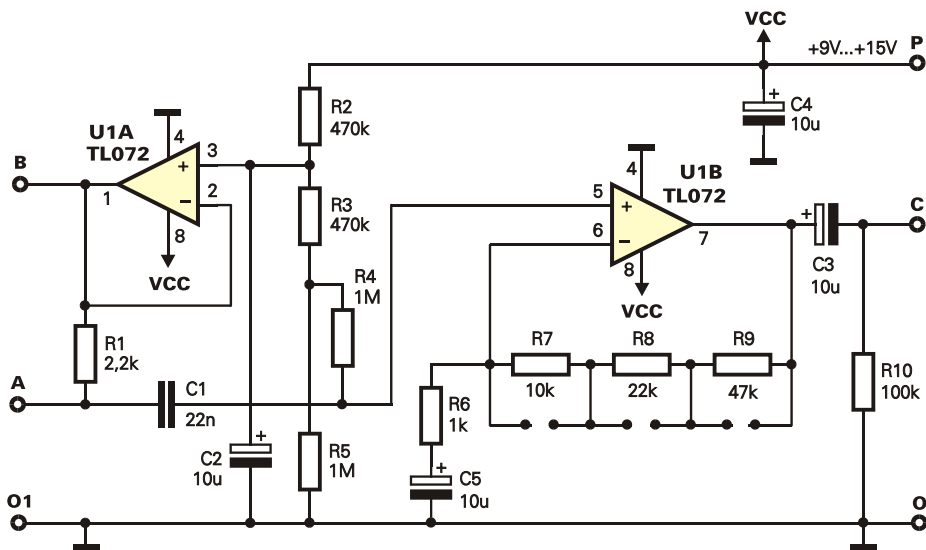 VCC
+9V...+15V
P
+
C4
10u
R2
470k
U1A
TL072
4
3
+
2
−
1
8
VCC
B
R3
470k
U1B
TL072
4
5
+
6
−
7
8
VCC
C
+
C3
10u
R4
1M
R1
2,2k
R7
10k
R8
22k
R9
47k
R10
100k
A
C1
22n
R6
1k
C2
10u
+
R5
1M
+
C5
10u
O1
O